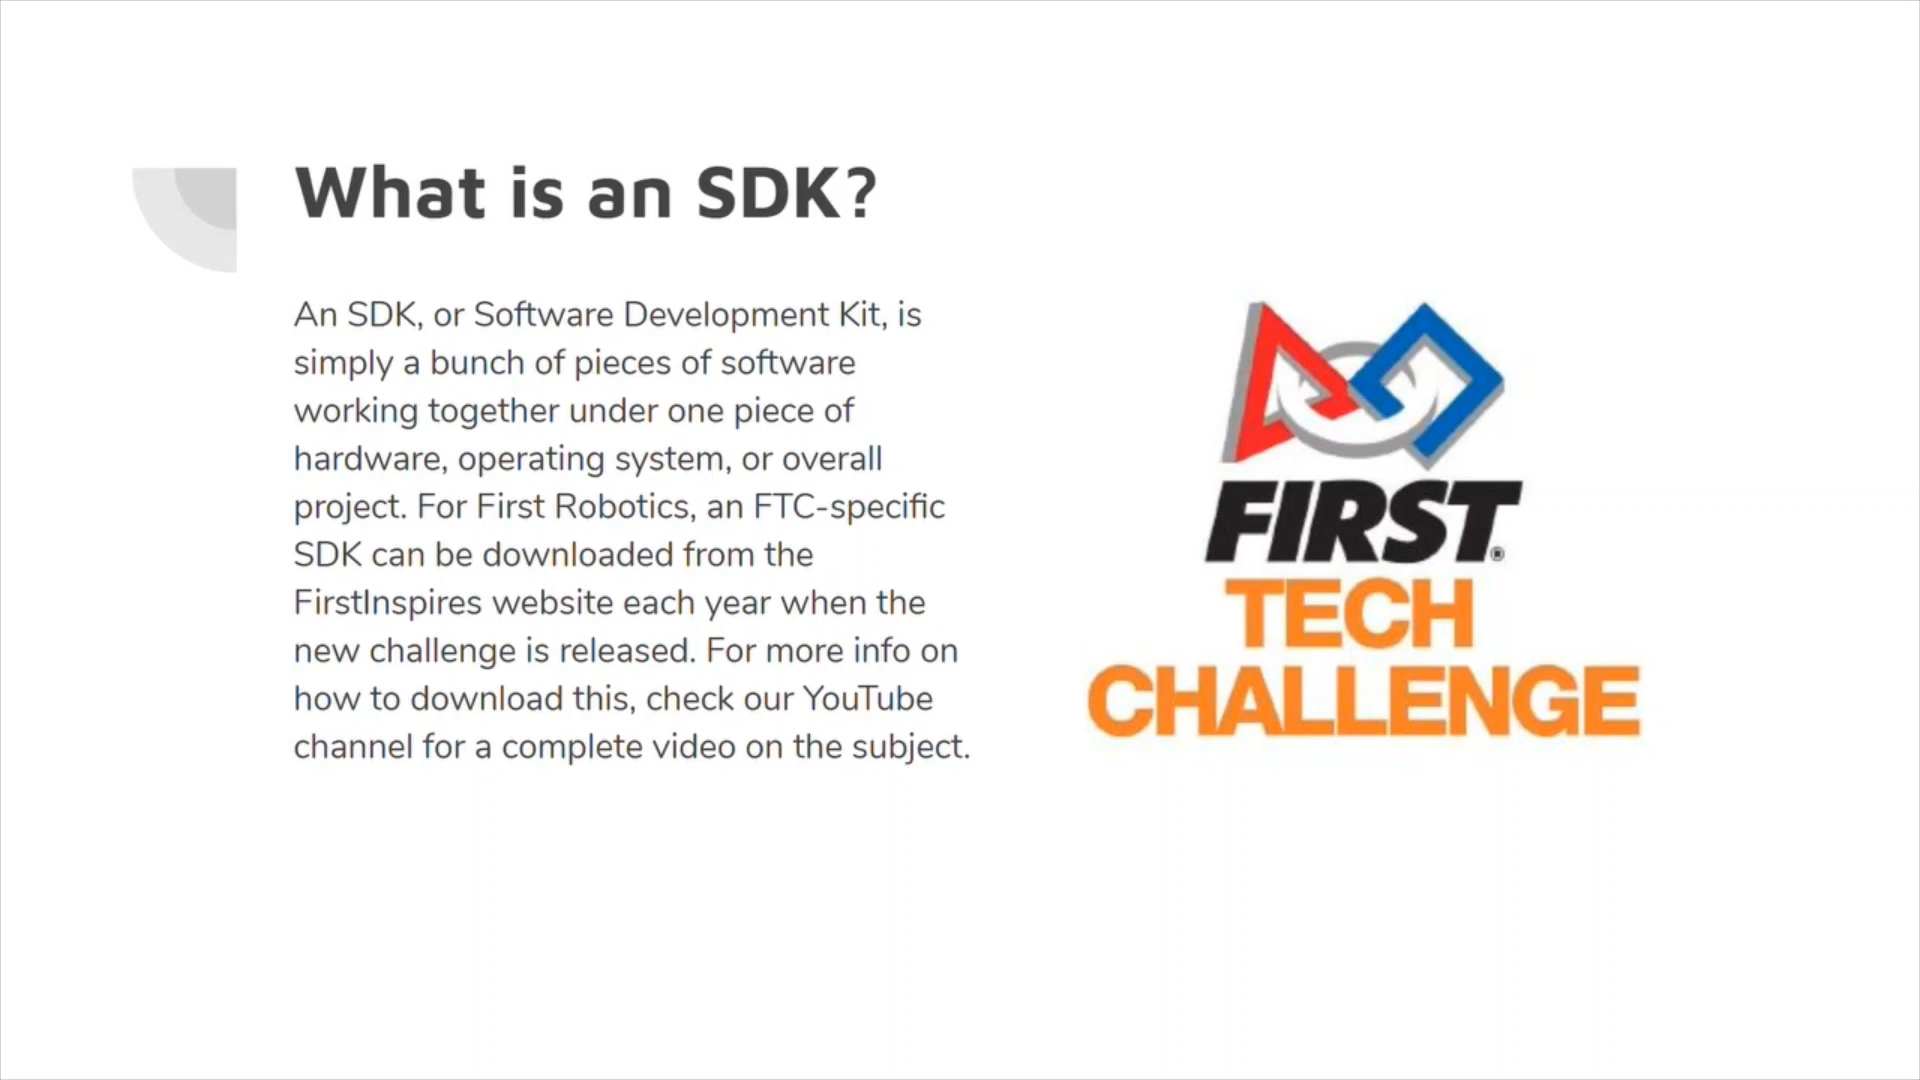 What is an SDK?
An SDK, or Software Development Kit, is
simply a bunch of pieces of software
working together under one piece of
hardware, operating system, or overall
project. For First Robotics, an FTC-specific
SDK can be downloaded from the
FirstInspires website each year when the
new challenge is released. For more info on
how to download this, check our YouTube
channel for a complete video on the subject.
FIRST®
TECH
CHALLENGE